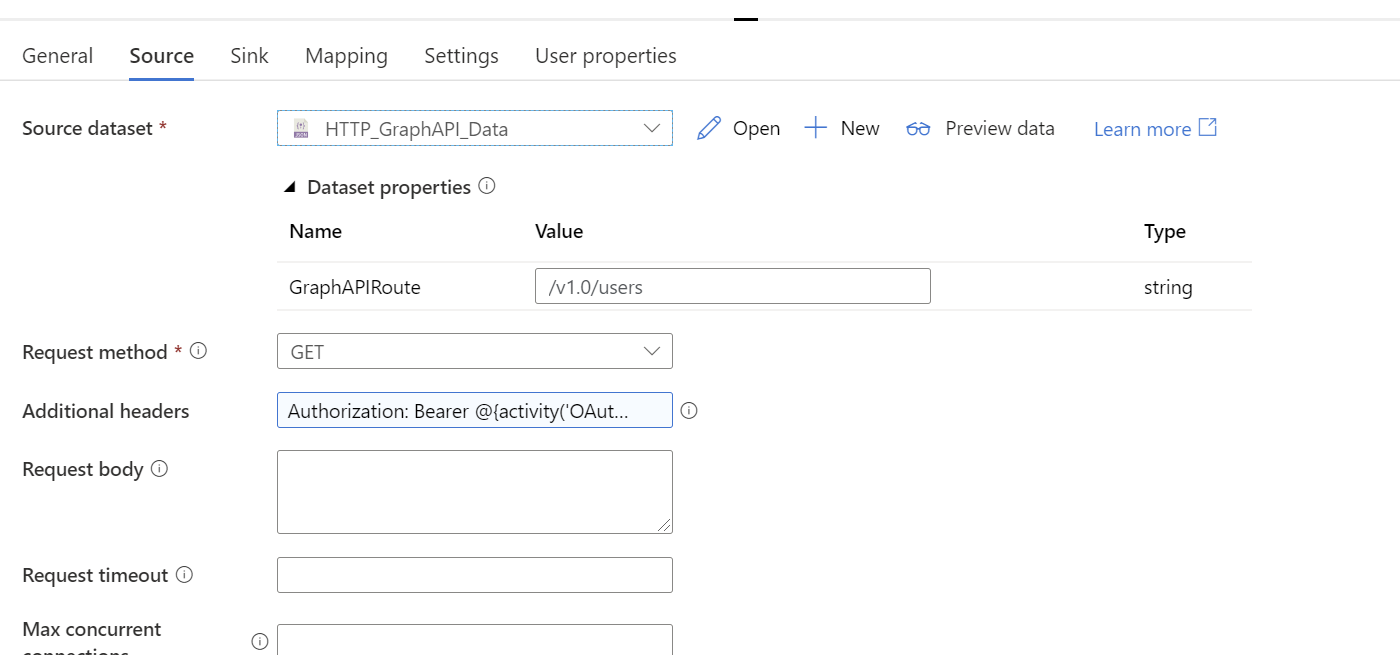 General Source Sink Mapping Settings User properties
Source dataset * HTTP_GraphAPI_Data Open New Preview data Learn more
Dataset properties
Name Value Type
GraphAPIRoute /v1.0/users string
Request method * GET
Additional headers Authorization: Bearer @{activity('OAut...
Request body
Request timeout
Max concurrent